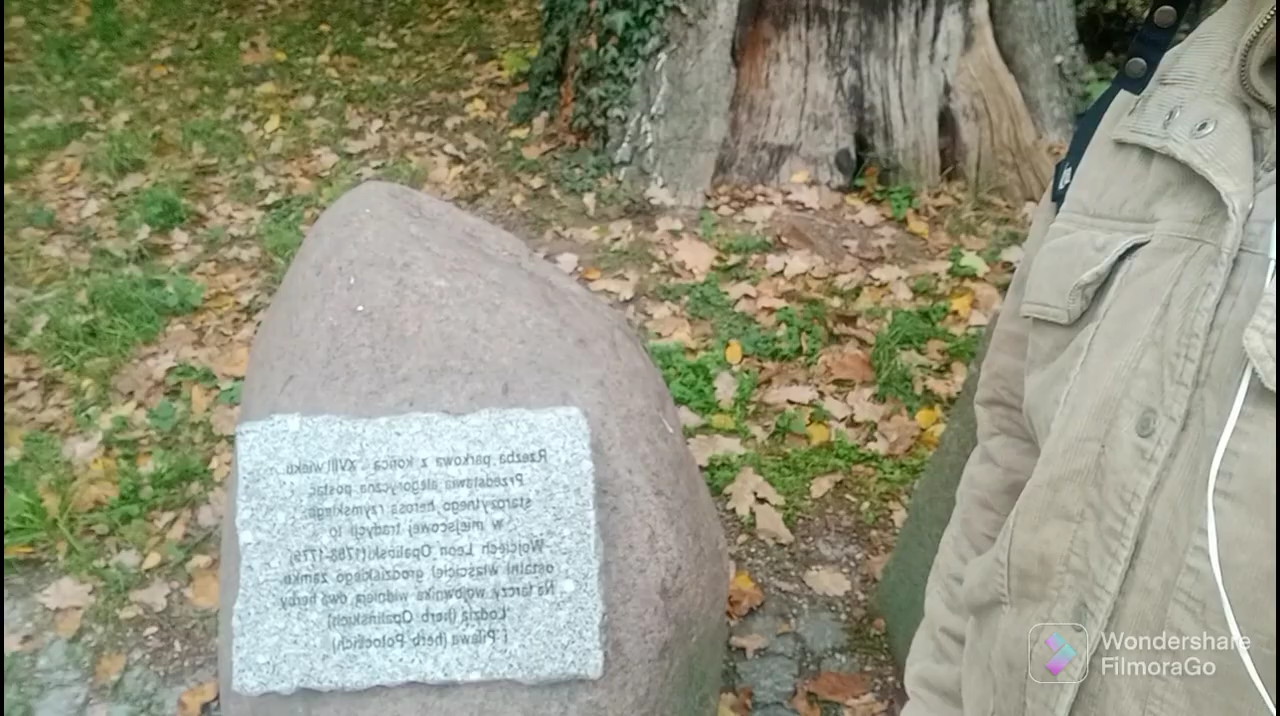 Rzeźba parkowa z końca XVIII wieku
Przedstawia alegoryczną postać
starożytnego herosa rzymskiego.
w miejscowej tradycji to
Wojciech Leon Opaliński
ostatni właściciel grodziskiego zamku
Na tarczy wojownika widnieją dwa herby
Łodzia (herb Opalińskich)
i Pilawa (herb Potockich)
Wondershare
FilmoraGo